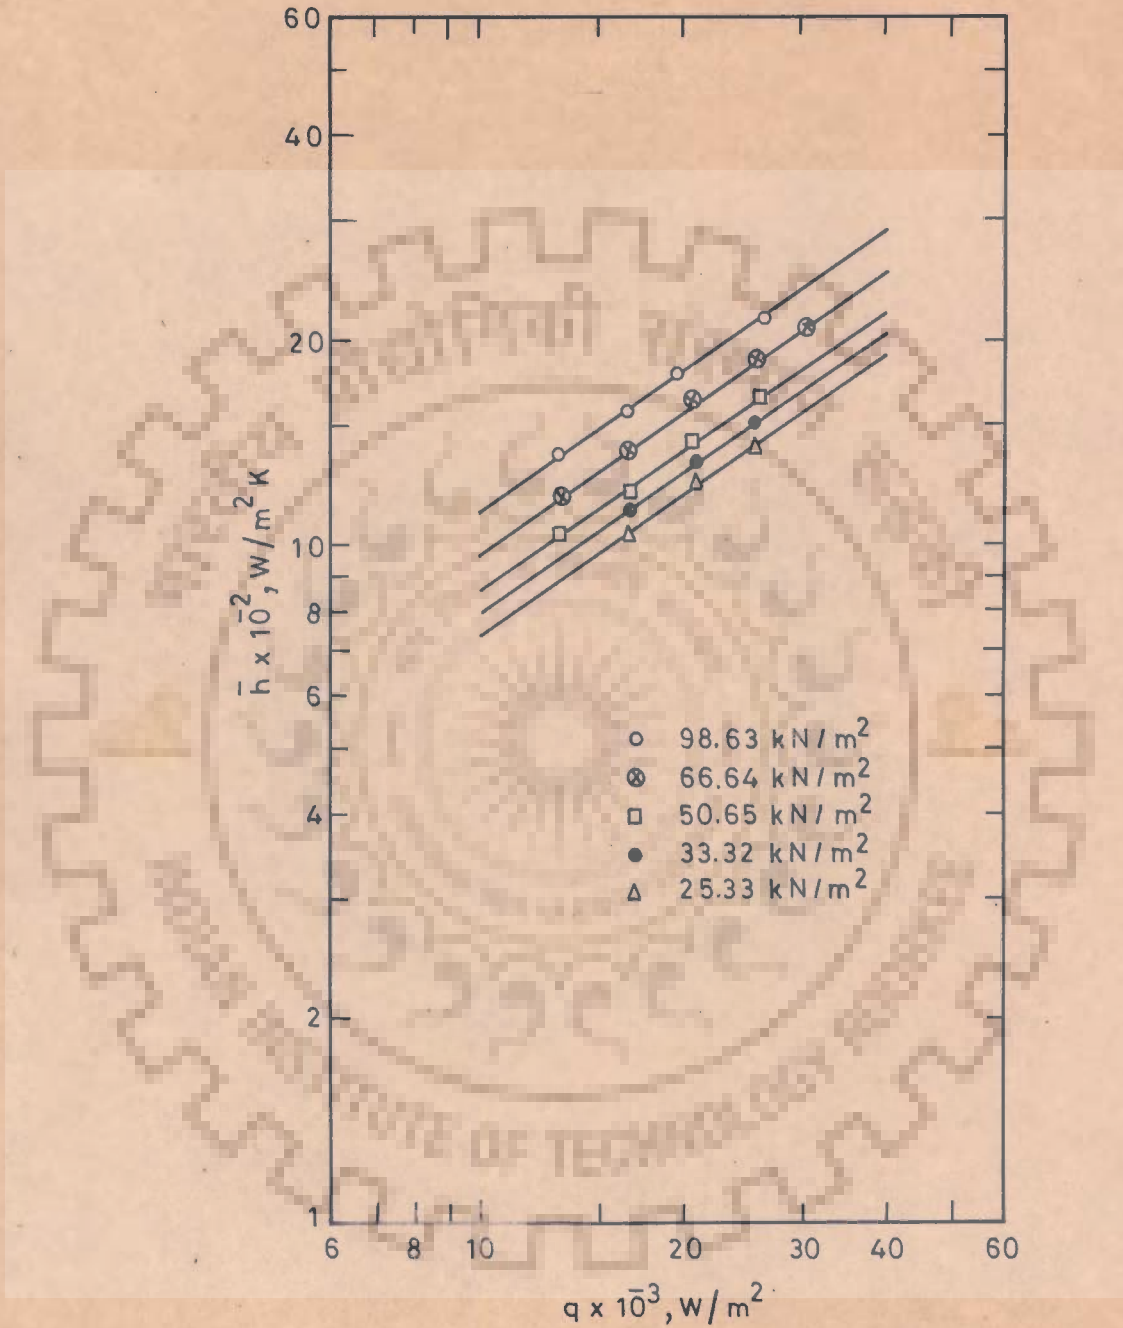 60
40
20
10
8
6
4
2
1
h̄ x 10̄², W/m² K
98.63 kN/m²
66.64 kN/m²
50.65 kN/m²
33.32 kN/m²
25.33 kN/m²
6 8 10 20 30 40 60
q x 10̄³, W/m²
INSTITUTE OF TECHNOLOGY